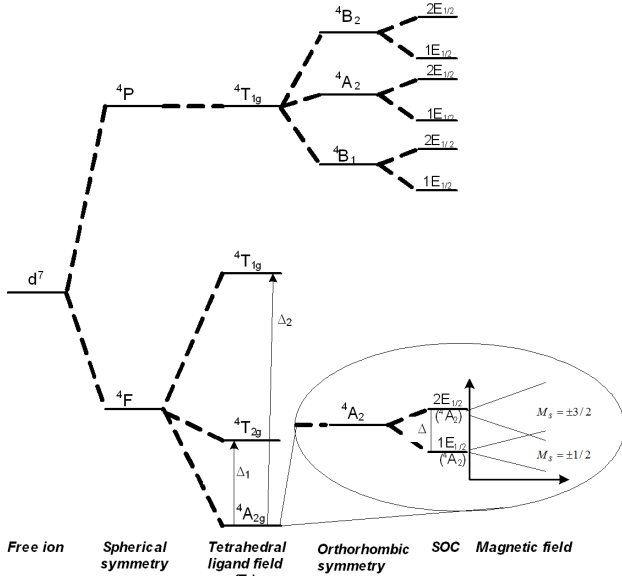 ⁴B₂
2E₁/₂
1E₁/₂
⁴P
⁴T₁g
⁴A₂
2E₁/₂
1E₁/₂
⁴B₁
2E₁/₂
1E₁/₂
d⁷
⁴T₁g
Δ₂
⁴F
⁴T₂g
Δ₁
⁴A₂g
⁴A₂
2E₁/₂
(⁴A₂)
Δ
1E₁/₂
(⁴A₂)
Mₛ = ±3/2
Mₛ = ±1/2
Free ion
Spherical
symmetry
Tetrahedral
ligand field
Orthorhombic
symmetry
SOC
Magnetic field